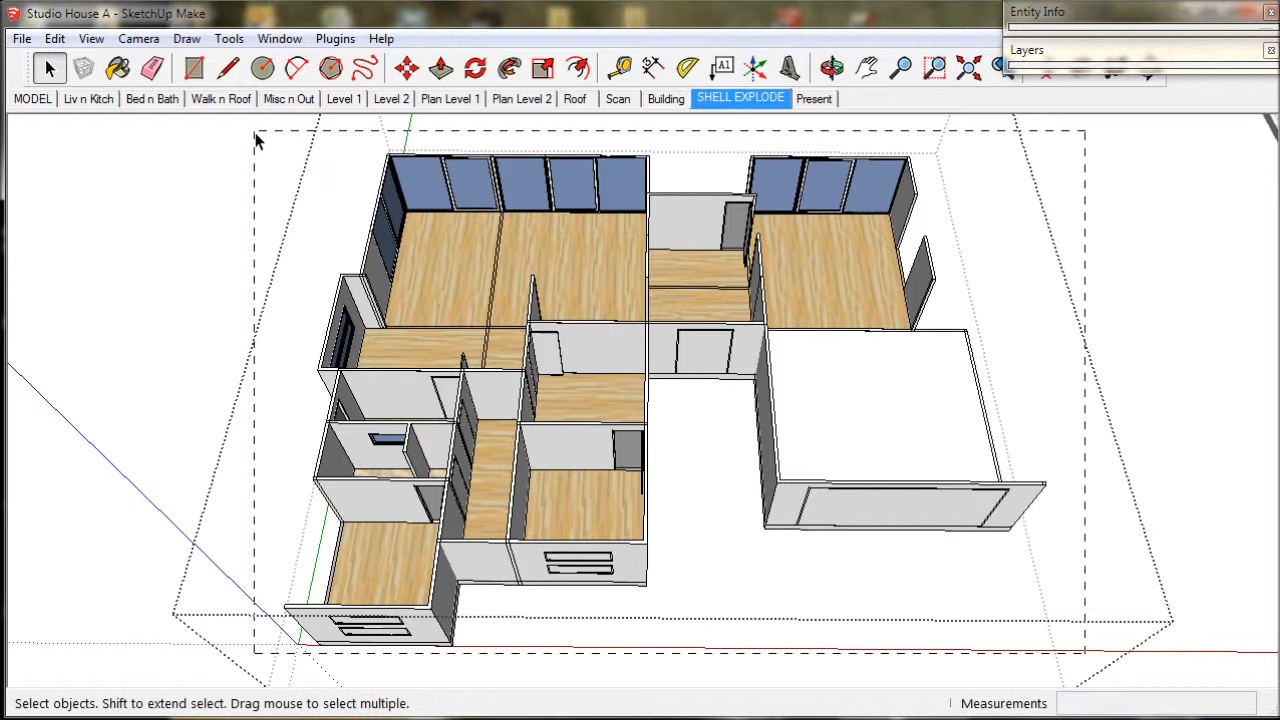 Studio House A - SketchUp Make
Entity Info
File Edit View Camera Draw Tools Window Plugins Help
Layers
A1
MODEL Liv n Kitch Bed n Bath Walk n Roof Misc n Out Level 1 Level 2 Plan Level 1 Plan Level 2 Roof Scan Building SHELL EXPLODE Present
Select objects. Shift to extend select. Drag mouse to select multiple.
Measurements